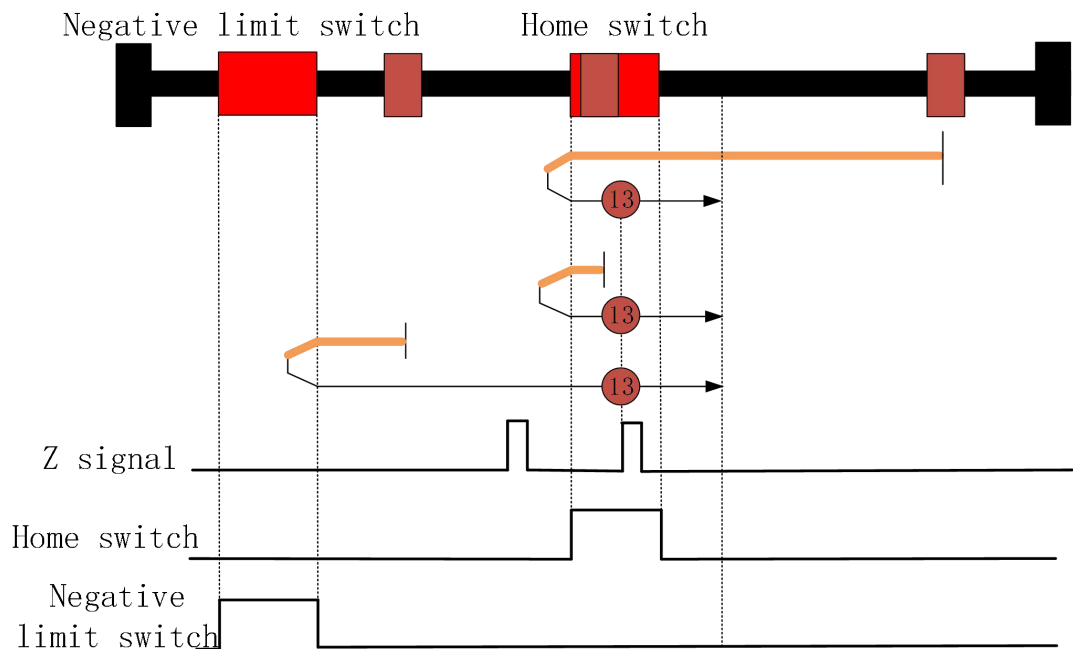 Negative limit switch
Home switch
13
13
13
Z signal
Home switch
Negative
limit switch